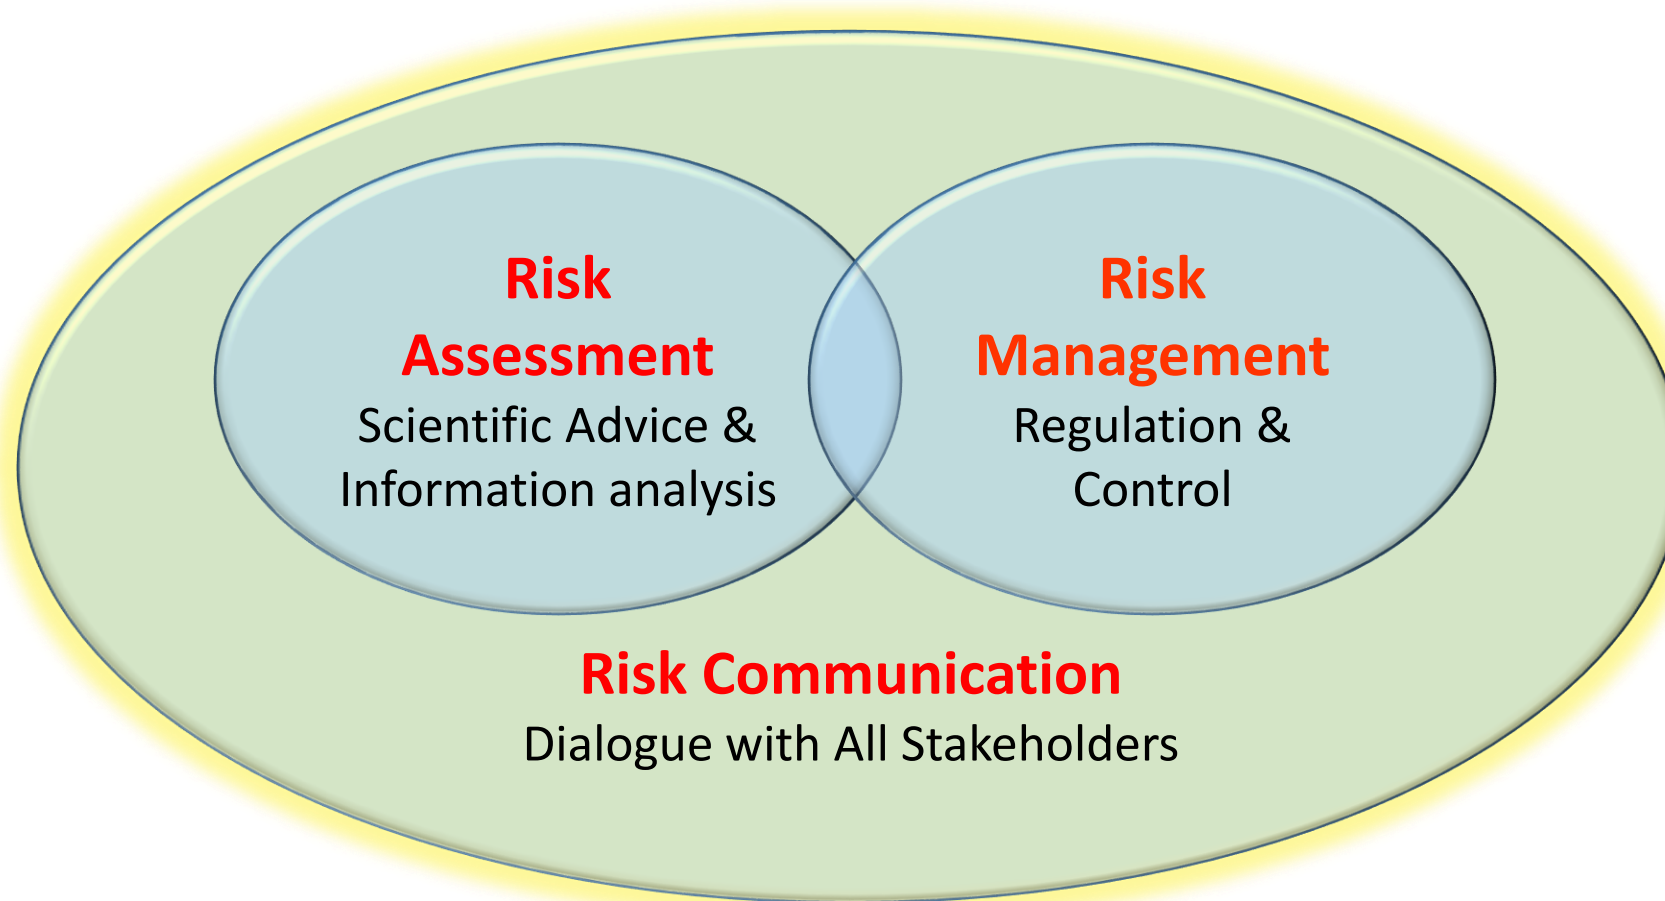 Risk
Assessment
Scientific Advice &
Information analysis
Risk
Management
Regulation &
Control
Risk Communication
Dialogue with All Stakeholders